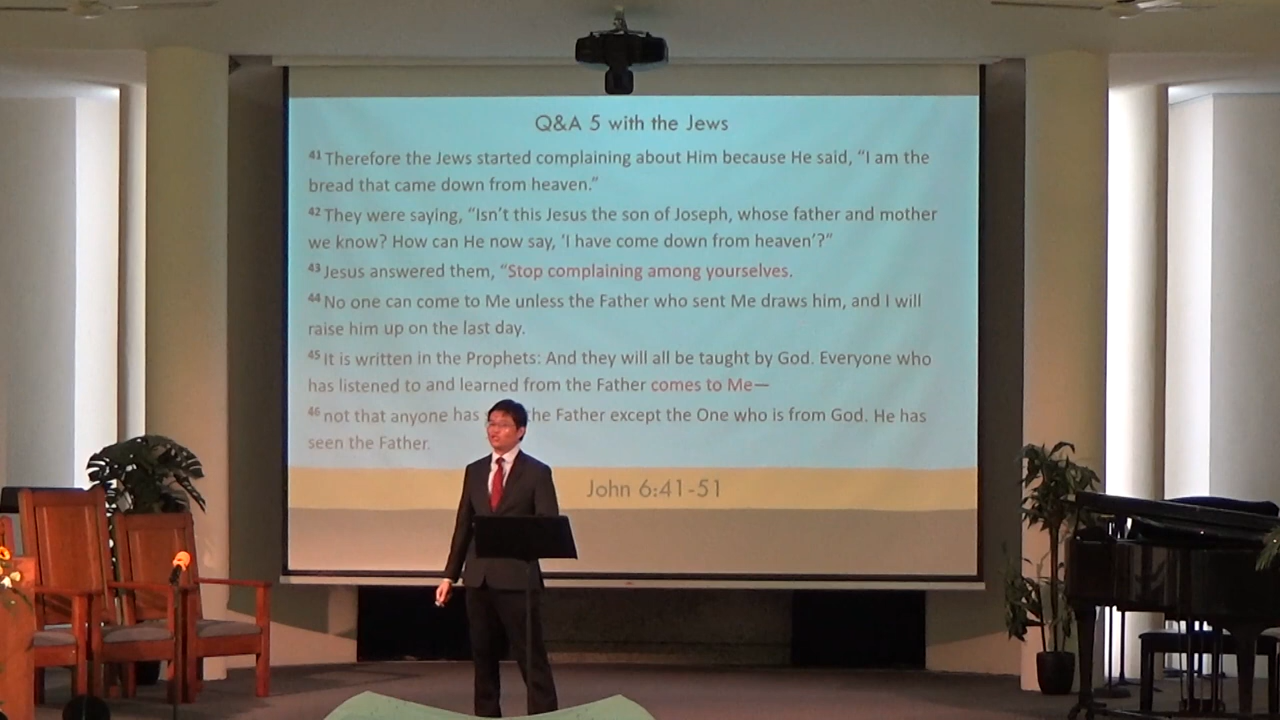 Q&A 5 with the Jews
41 Therefore the Jews started complaining about Him because He said, “I am the
bread that came down from heaven.”
42 They were saying, “Isn’t this Jesus the son of Joseph, whose father and mother
we know? How can He now say, ‘I have come down from heaven’?”
43 Jesus answered them, “Stop complaining among yourselves.
44 No one can come to Me unless the Father who sent Me draws him, and I will
raise him up on the last day.
45 It is written in the Prophets: And they will all be taught by God. Everyone who
has listened to and learned from the Father comes to Me—
46 not that anyone has the Father except the One who is from God. He has
seen the Father.
John 6:41-51